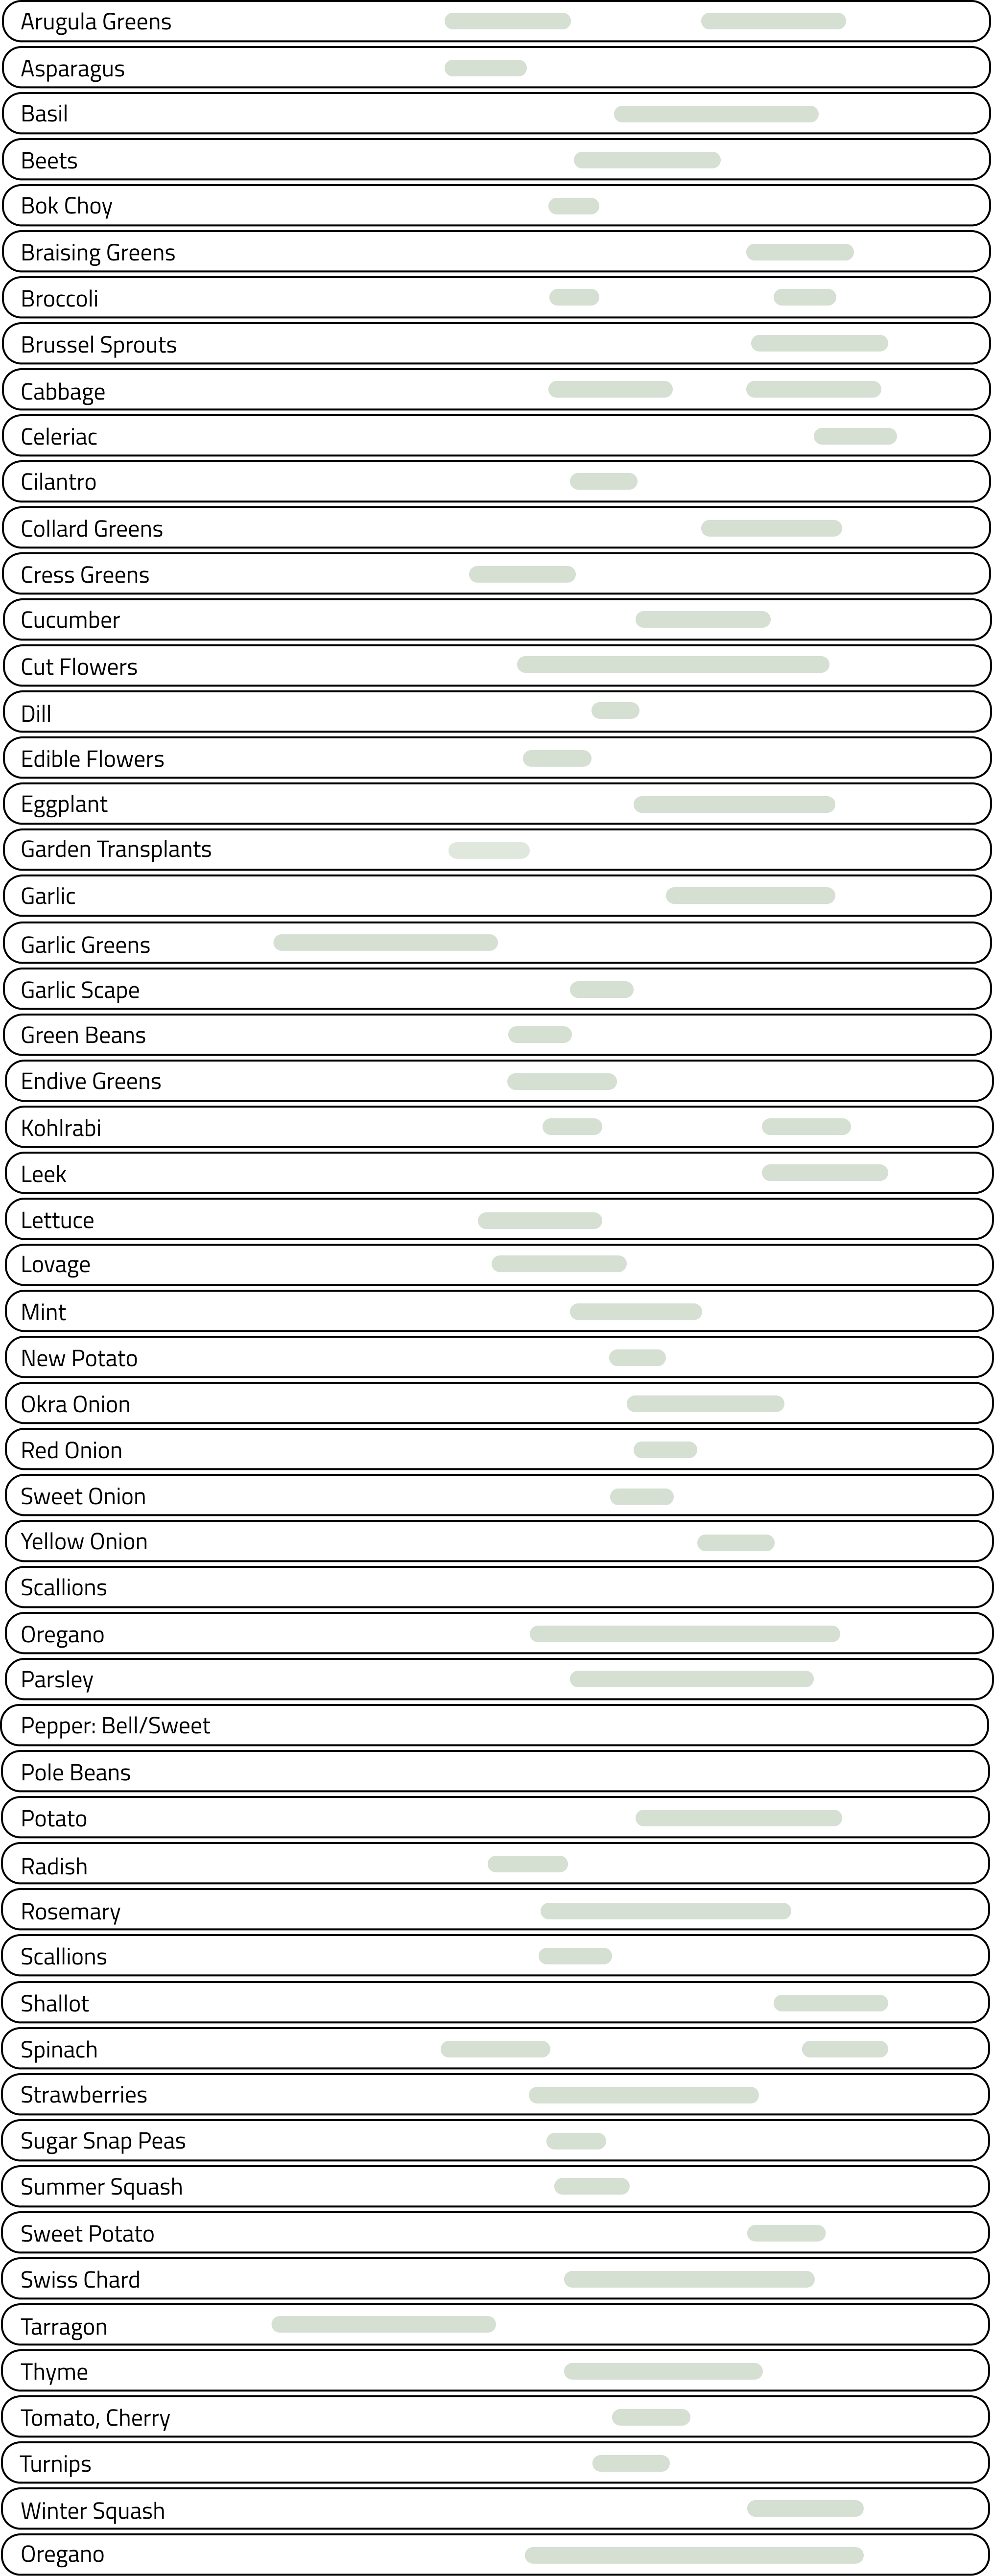 Arugula Greens
Asparagus
Basil
Beets
Bok Choy
Braising Greens
Broccoli
Brussel Sprouts
Cabbage
Celeriac
Cilantro
Collard Greens
Cress Greens
Cucumber
Cut Flowers
Dill
Edible Flowers
Eggplant
Garden Transplants
Garlic
Garlic Greens
Garlic Scape
Green Beans
Endive Greens
Kohlrabi
Leek
Lettuce
Lovage
Mint
New Potato
Okra Onion
Red Onion
Sweet Onion
Yellow Onion
Scallions
Oregano
Parsley
Pepper: Bell/Sweet
Pole Beans
Potato
Radish
Rosemary
Scallions
Shallot
Spinach
Strawberries
Sugar Snap Peas
Summer Squash
Sweet Potato
Swiss Chard
Tarragon
Thyme
Tomato, Cherry
Turnips
Winter Squash
Oregano